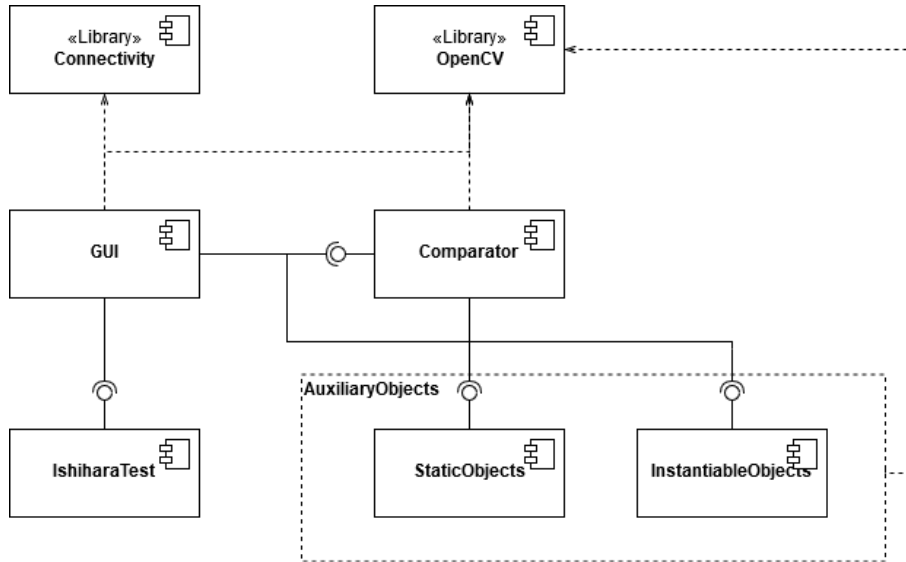 «Library»
Connectivity
«Library»
OpenCV
GUI
Comparator
AuxiliaryObjects
IshiharaTest
StaticObjects
InstantiableObjects